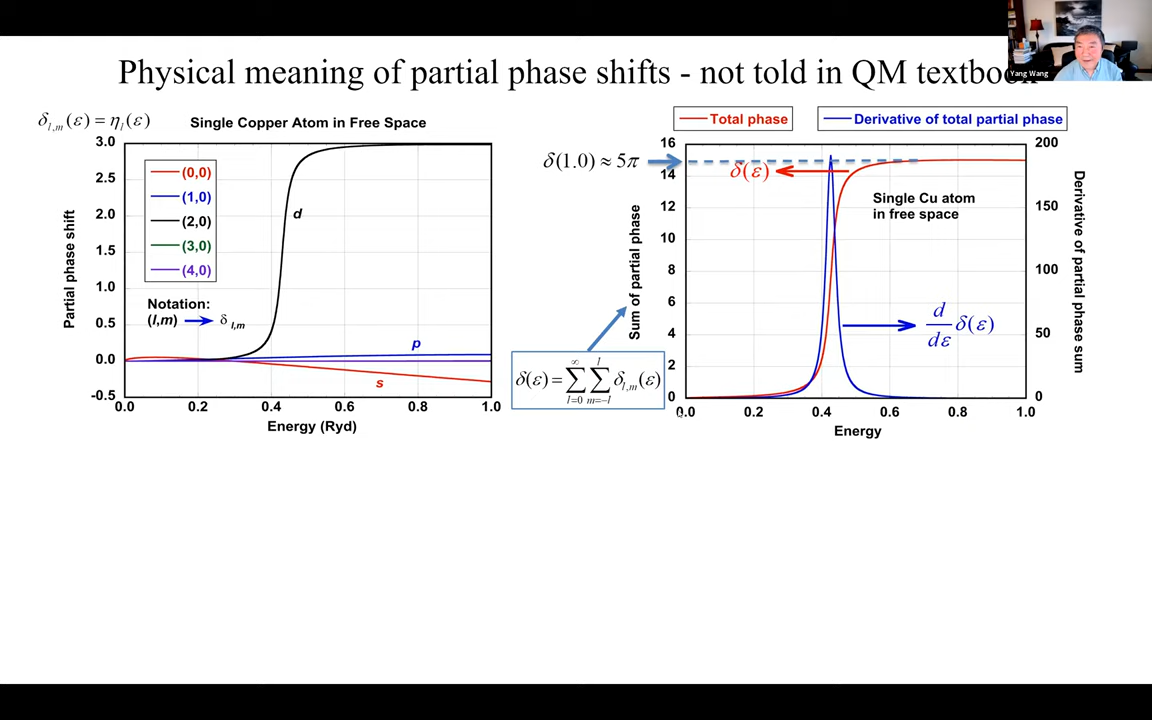 Physical meaning of partial phase shifts - not told in QM textbook
Yang Wang
δl,m(ε) = ηl(ε)
Single Copper Atom in Free Space
3.0
2.5
2.0
1.5
1.0
0.5
0.0
-0.5
Partial phase shift
(0,0)
(1,0)
(2,0)
(3,0)
(4,0)
Notation:
(l,m) → δ l,m
d
p
s
0.0 0.2 0.4 0.6 0.8 1.0
Energy (Ryd)
Total phase
Derivative of total partial phase
δ(1.0) ≈ 5π
16
14
12
10
8
6
4
2
0
Sum of partial phase
δ(ε) = ∑ l=0 ∞ ∑ m=-l l δl,m(ε)
δ(ε)
Single Cu atom
in free space
d/dε δ(ε)
200
150
100
50
0
Derivative of partial phase sum
0.0 0.2 0.4 0.6 0.8 1.0
Energy